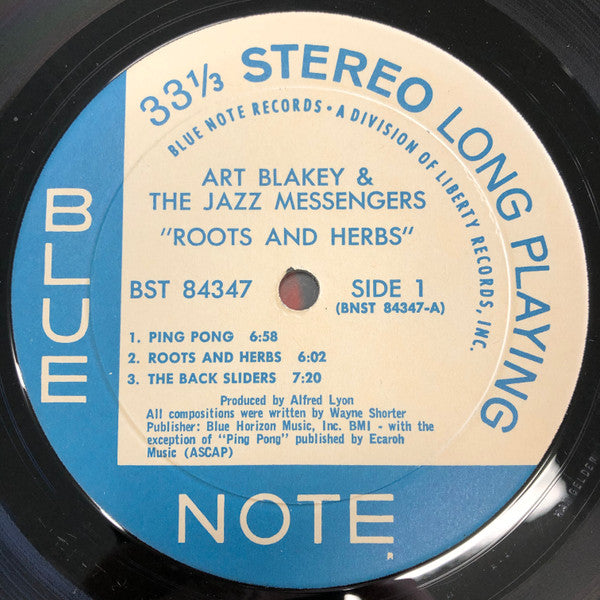 33⅓ STEREO LONG PLAYING
BLUE NOTE RECORDS • A DIVISION OF LIBERTY RECORDS, INC.
ART BLAKEY &
THE JAZZ MESSENGERS
"ROOTS AND HERBS"
BST 84347 SIDE 1
(BNST 84347-A)
1. PING PONG 6:58
2. ROOTS AND HERBS 6:02
3. THE BACK SLIDERS 7:20
Produced by Alfred Lyon
All compositions were written by Wayne Shorter
Publisher: Blue Horizon Music, Inc. BMI - with the
exception of "Ping Pong" published by Ecaroh
Music (ASCAP)
BLUE
NOTE